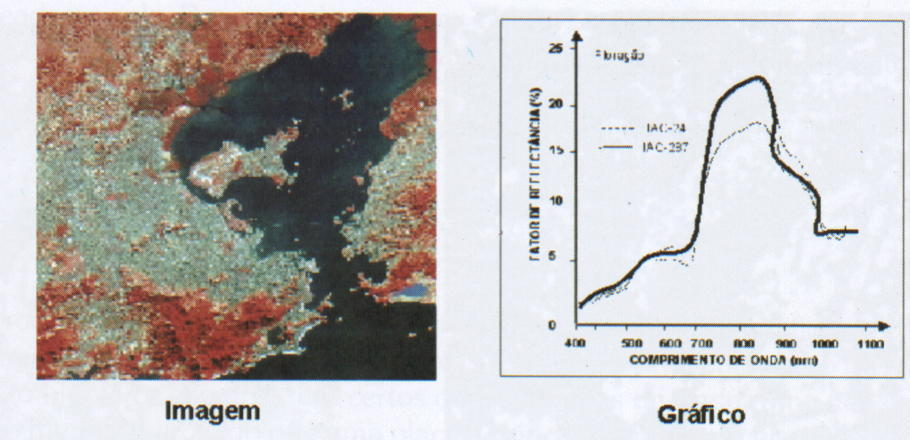 Imagem
25
20
15
10
5
0
FATOR DE REFLECTÂNCIA (%)
Floração
IAC-24
IAC-287
400 500 600 700 800 900 1000 1100
COMPRIMENTO DE ONDA (nm)
Gráfico